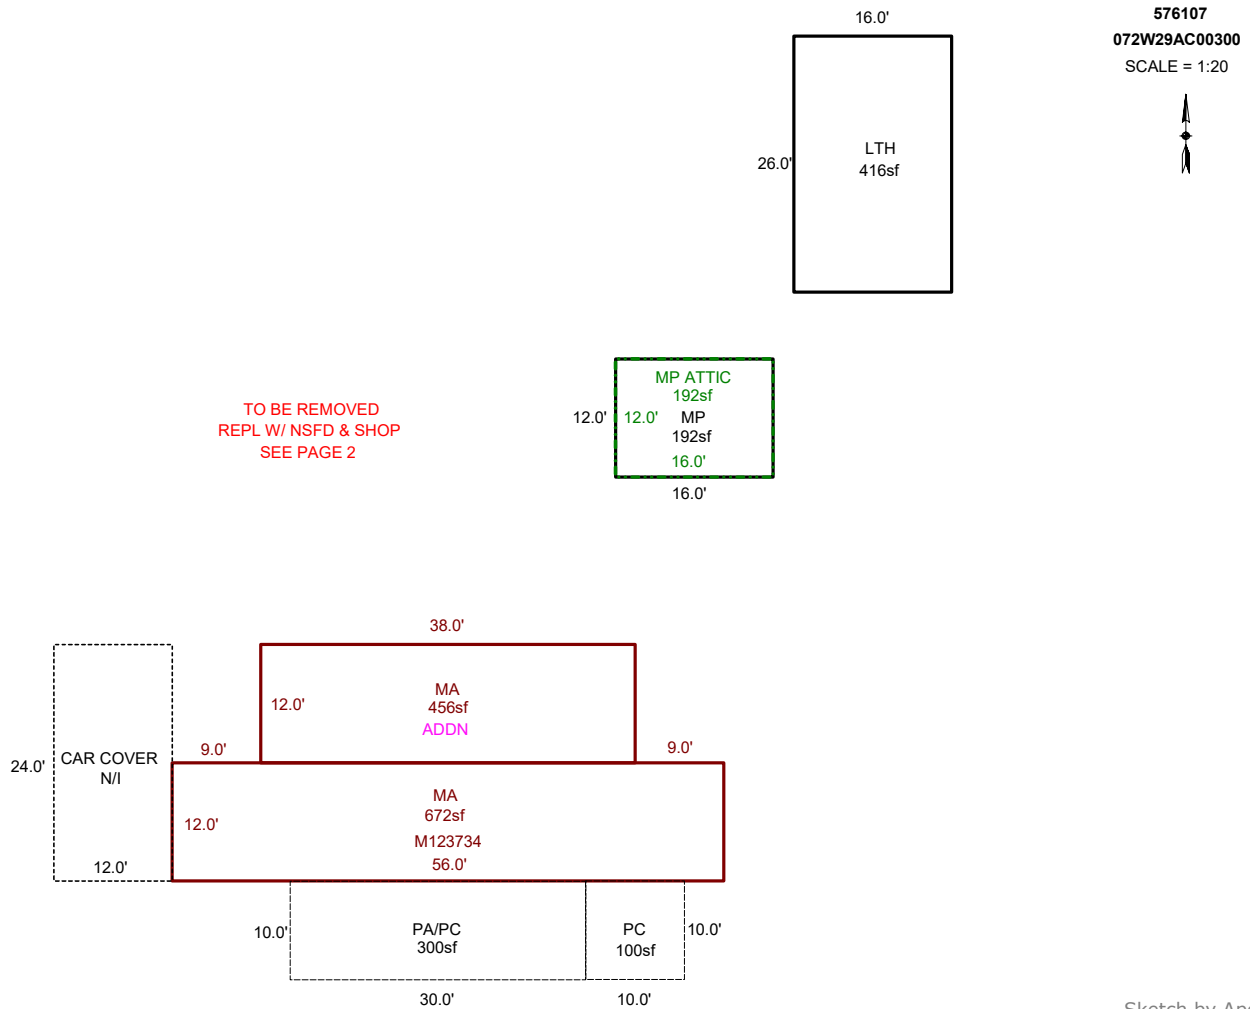 16.0'
576107
072W29AC00300
SCALE = 1:20
LTH
416sf
26.0'
MP ATTIC
192sf
MP
192sf
12.0'
12.0'
16.0'
16.0'
TO BE REMOVED
REPL W/ NSFD & SHOP
SEE PAGE 2
38.0'
MA
456sf
ADDN
12.0'
9.0'
9.0'
24.0'
CAR COVER
N/I
12.0'
MA
672sf
M123734
56.0'
12.0'
10.0'
PA/PC
300sf
30.0'
PC
100sf
10.0'
10.0'
Sketch by